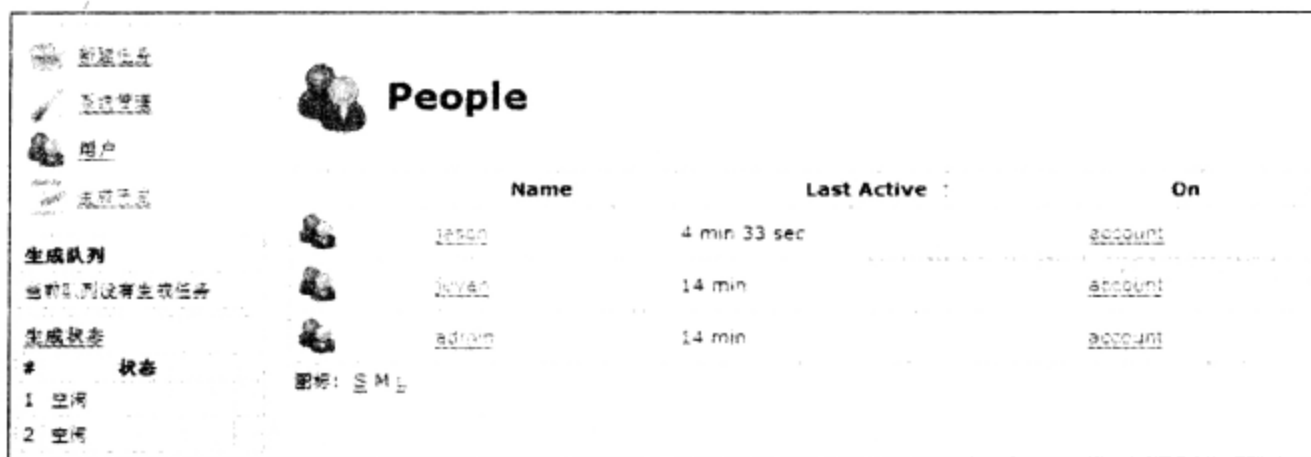 新建任务
系统管理
用户
生成历史
生成队列
当前队列没有生成任务
生成状态
# 状态
1 空闲
2 空闲
People
Name Last Active On
jeson 4 min 33 sec account
14 min account
admin 14 min account
图标: S M L